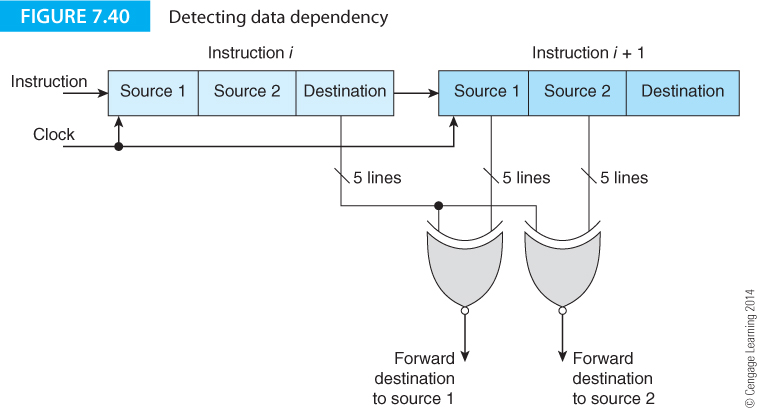 FIGURE 7.40 Detecting data dependency
Instruction i Instruction i + 1
Instruction
Source 1 Source 2 Destination
Source 1 Source 2 Destination
Clock
5 lines 5 lines 5 lines
Forward
destination
to source 1
Forward
destination
to source 2
© Cengage Learning 2014